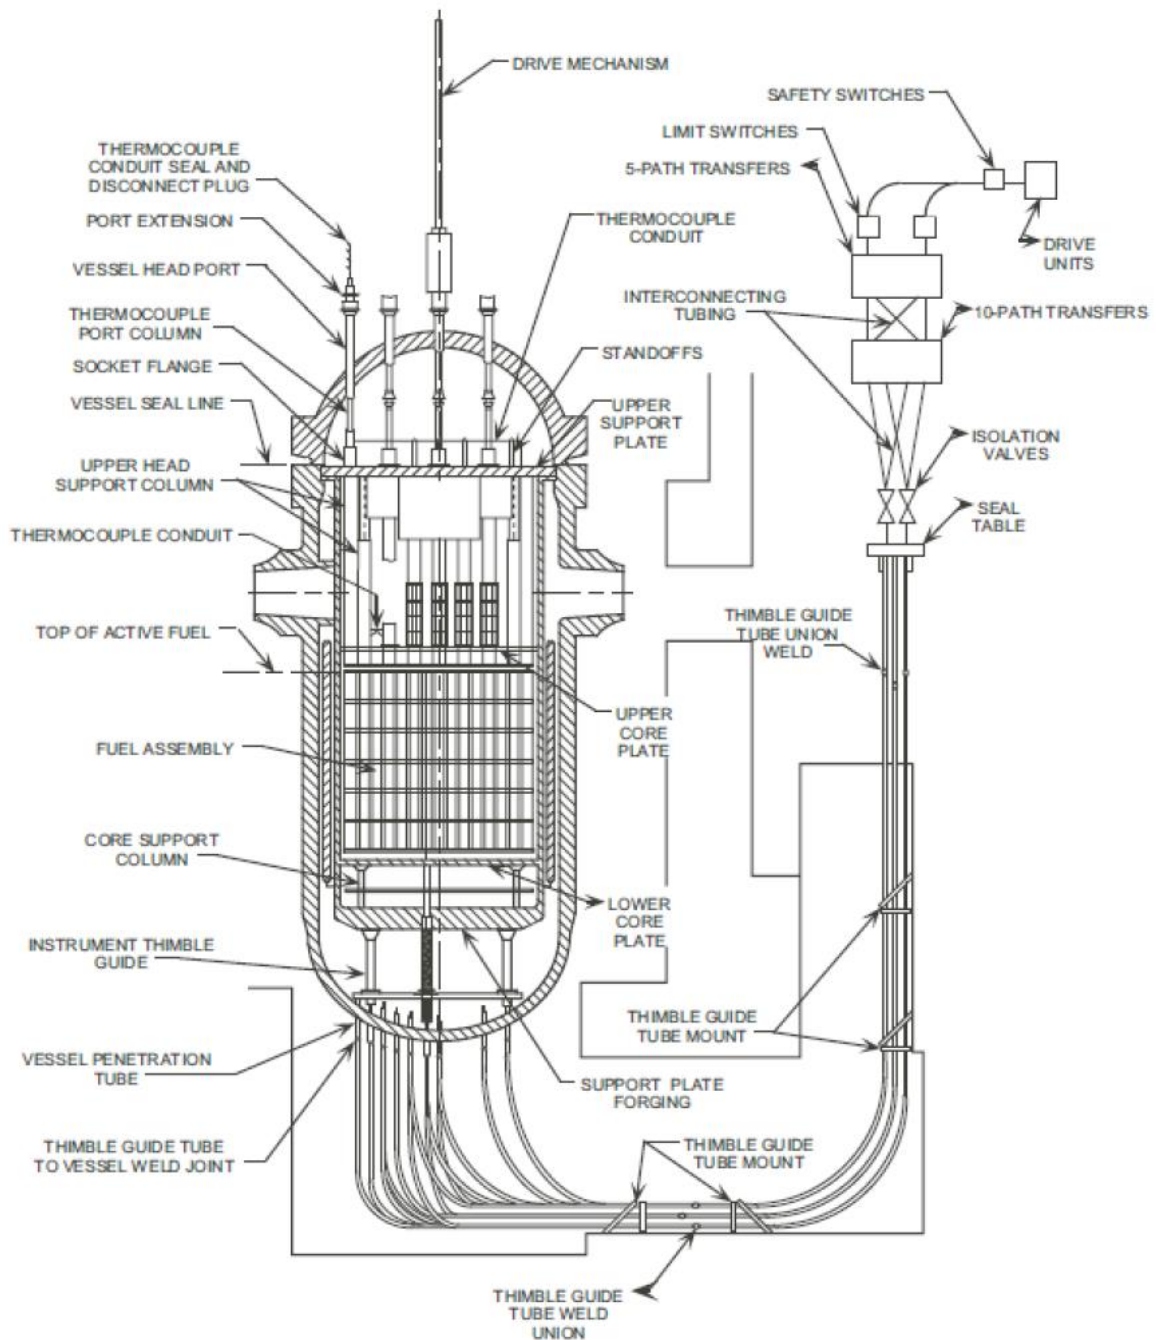 DRIVE MECHANISM
SAFETY SWITCHES
LIMIT SWITCHES
5-PATH TRANSFERS
THERMOCOUPLE
CONDUIT SEAL AND
DISCONNECT PLUG
PORT EXTENSION
THERMOCOUPLE
CONDUIT
DRIVE
UNITS
VESSEL HEAD PORT
INTERCONNECTING
TUBING
10-PATH TRANSFERS
THERMOCOUPLE
PORT COLUMN
SOCKET FLANGE
STANDOFFS
VESSEL SEAL LINE
UPPER
SUPPORT
PLATE
ISOLATION
VALVES
UPPER HEAD
SUPPORT COLUMN
SEAL
TABLE
THERMOCOUPLE CONDUIT
THIMBLE GUIDE
TUBE UNION
WELD
TOP OF ACTIVE FUEL
UPPER
CORE
PLATE
FUEL ASSEMBLY
CORE SUPPORT
COLUMN
LOWER
CORE
PLATE
INSTRUMENT THIMBLE
GUIDE
THIMBLE GUIDE
TUBE MOUNT
VESSEL PENETRATION
TUBE
SUPPORT PLATE
FORGING
THIMBLE GUIDE TUBE
TO VESSEL WELD JOINT
THIMBLE GUIDE
TUBE MOUNT
THIMBLE GUIDE
TUBE WELD
UNION